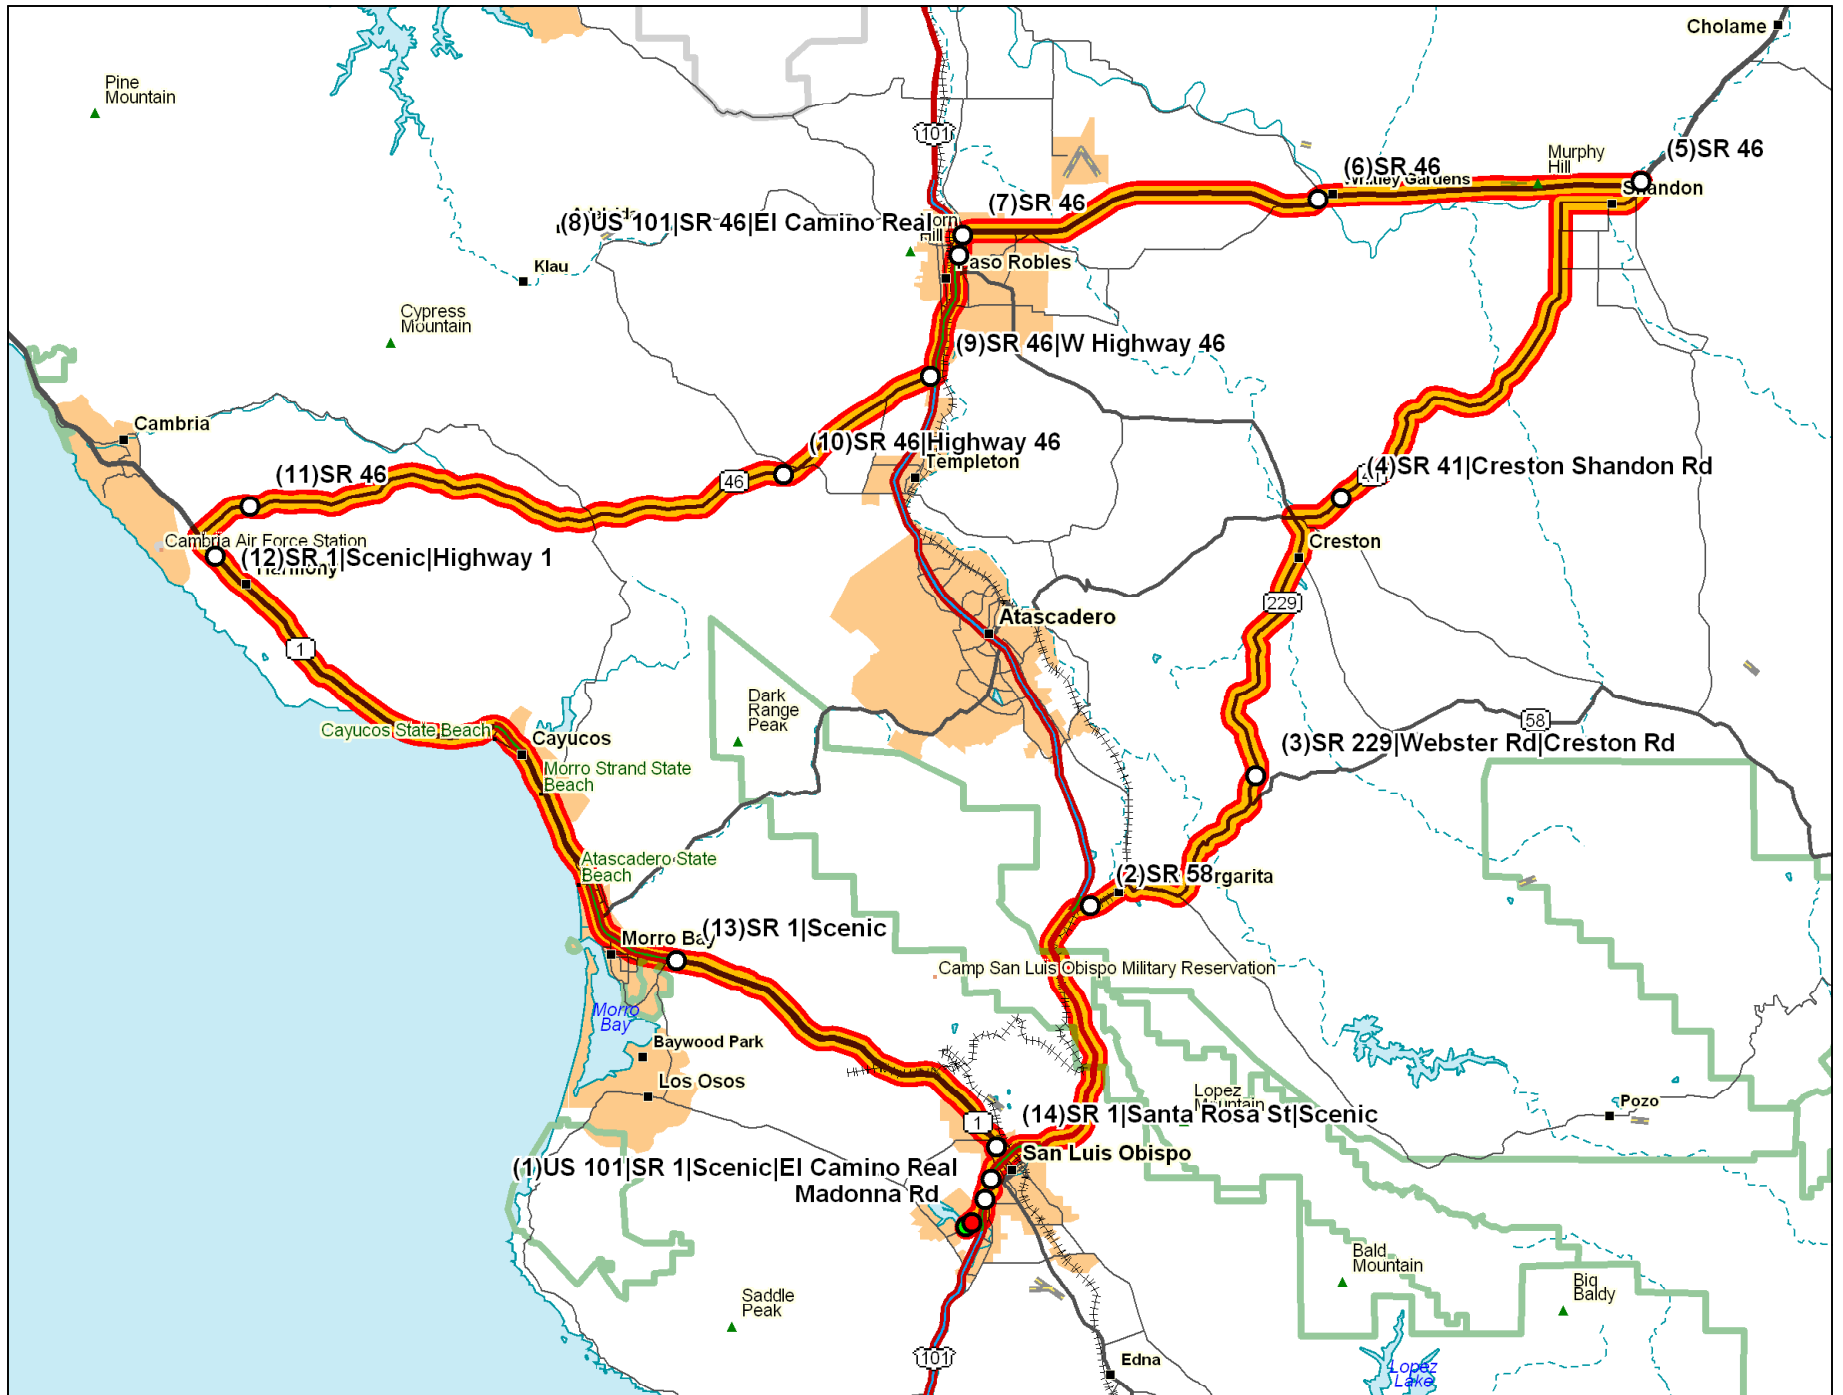 Cholame
Pine
Mountain
101
(5)SR 46
Murphy
Hill
(6)SR 46
Gardens
Shandon
(7)SR 46
(8)US 101|SR 46|El Camino Real
Hill
Paso Robles
Klau
Cypress
Mountain
(9)SR 46|W Highway 46
Cambria
(10)SR 46|Highway 46
Templeton
(4)SR 41|Creston Shandon Rd
(11)SR 46
46
Cambria Air Force Station
Creston
(12)SR 1|Scenic|Highway 1
Harmony
229
Atascadero
1
Dark
Range
Peak
58
Cayucos State Beach
Cayucos
(3)SR 229|Webster Rd|Creston Rd
Morro Strand State
Beach
Atascadero State
Beach
(2)SR 58
rgarita
(13)SR 1|Scenic
Morro Bay
Camp San Luis Obispo Military Reservation
Morro
Bay
Baywood Park
Los Osos
Lopez
Mountain
Pozo
(14)SR 1|Santa Rosa St|Scenic
1
San Luis Obispo
(1)US 101|SR 1|Scenic|El Camino Real
Madonna Rd
Bald
Mountain
Big
Baldy
Saddle
Peak
101
Edna
Lopez
Lake